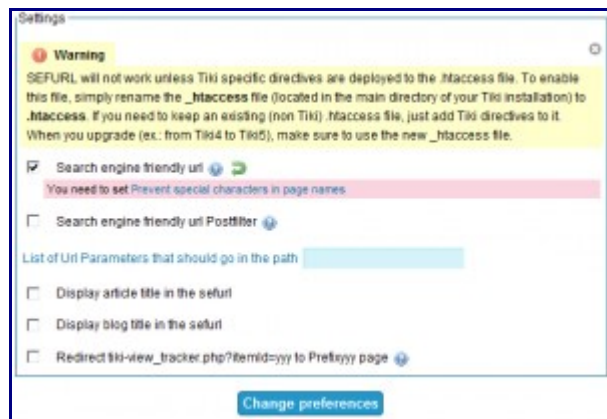 Settings
Warning
SEFURL will not work unless Tiki specific directives are deployed to the .htaccess file. To enable
this file, simply rename the _htaccess file (located in the main directory of your Tiki installation) to
.htaccess. If you need to keep an existing (non Tiki) .htaccess file, just add Tiki directives to it.
When you upgrade (ex.: from Tiki4 to Tiki5), make sure to use the new _htaccess file.
Search engine friendly url
You need to set Prevent special characters in page names
Search engine friendly url Postfilter
List of Url Parameters that should go in the path
Display article title in the sefurl
Display blog title in the sefurl
Redirect tiki-view_tracker.php?itemId=yyy to Prefixyyy page
Change preferences